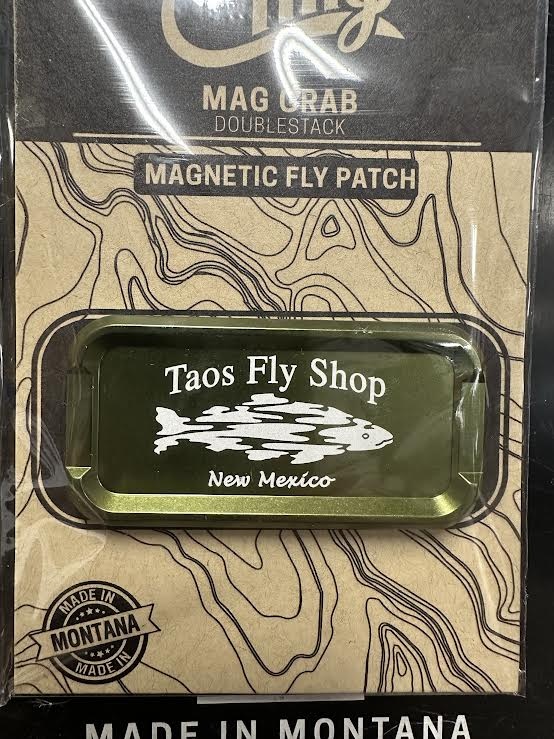 MAG GRAB
DOUBLESTACK
MAGNETIC FLY PATCH
Taos Fly Shop
New Mexico
MADE IN
MONTANA
MADE IN
MADE IN MONTANA